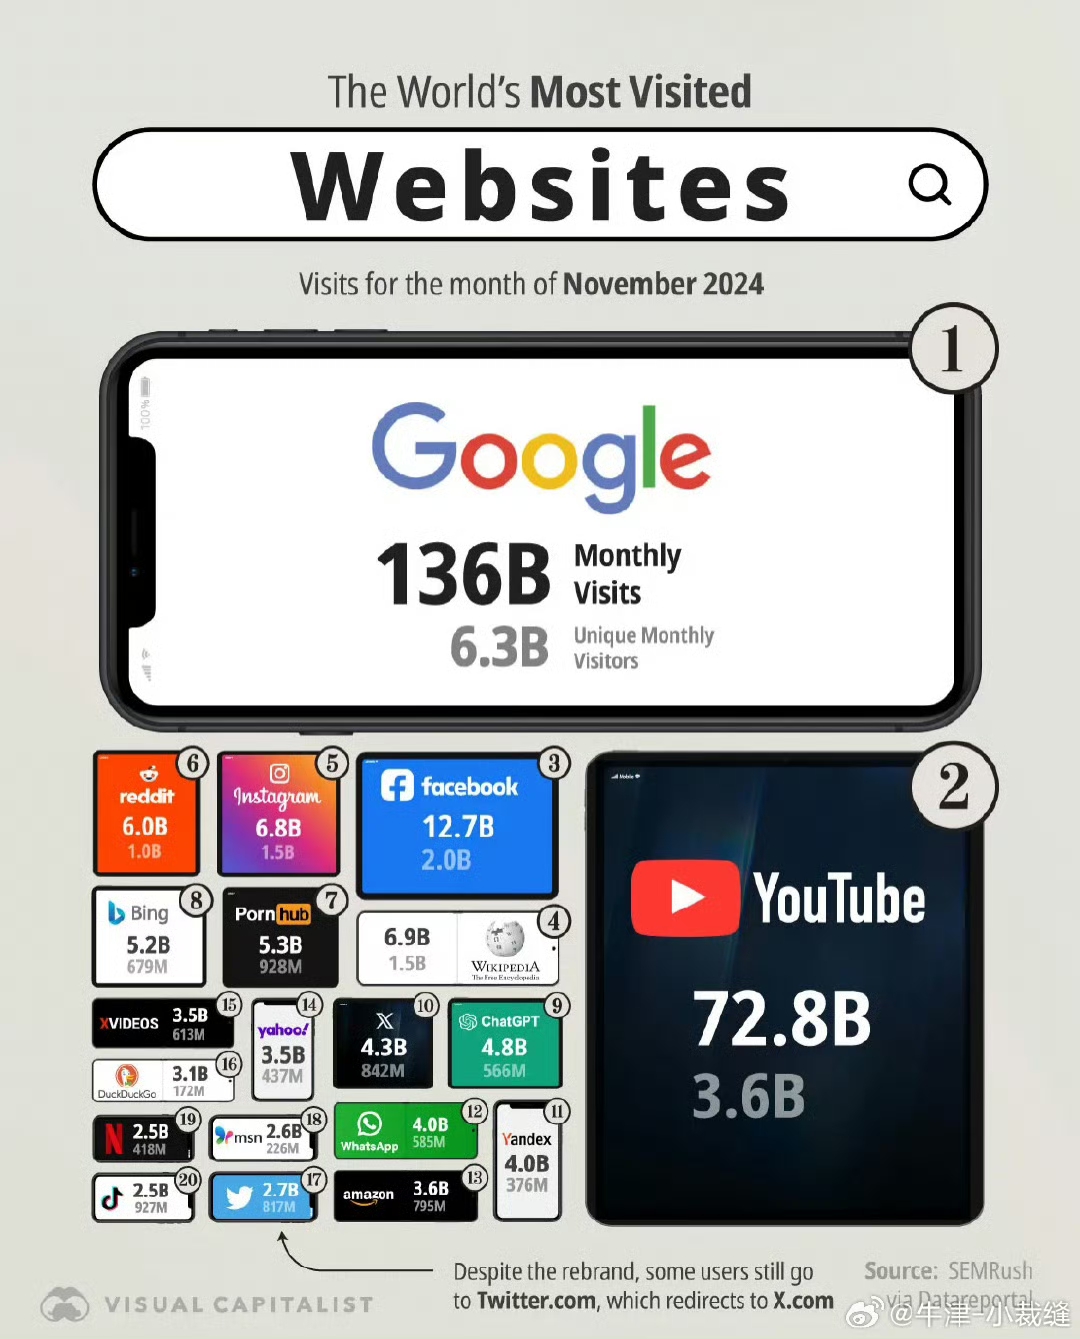 The World's Most Visited
Websites
Visits for the month of November 2024
1
100%
Google
136B Monthly Visits
6.3B Unique Monthly Visitors
6
reddit
6.0B
1.0B
5
Instagram
6.8B
1.5B
3
facebook
12.7B
2.0B
2
YouTube
72.8B
3.6B
8
Bing
5.2B
679M
7
Pornhub
5.3B
928M
4
6.9B
1.5B
WIKIPEDIA
The Free Encyclopedia
15
XVIDEOS 3.5B
613M
14
yahoo!
3.5B
437M
10
X
4.3B
842M
9
ChatGPT
4.8B
566M
16
DuckDuckGo
3.1B
172M
19
N 2.5B
418M
18
msn 2.6B
226M
12
WhatsApp
4.0B
585M
11
Yandex
4.0B
376M
20
2.5B
927M
17
2.7B
817M
13
amazon
3.6B
795M
Despite the rebrand, some users still go
to Twitter.com, which redirects to X.com
Source: SEMRush
via Datareportal
VISUAL CAPITALIST
@牛津-小裁缝